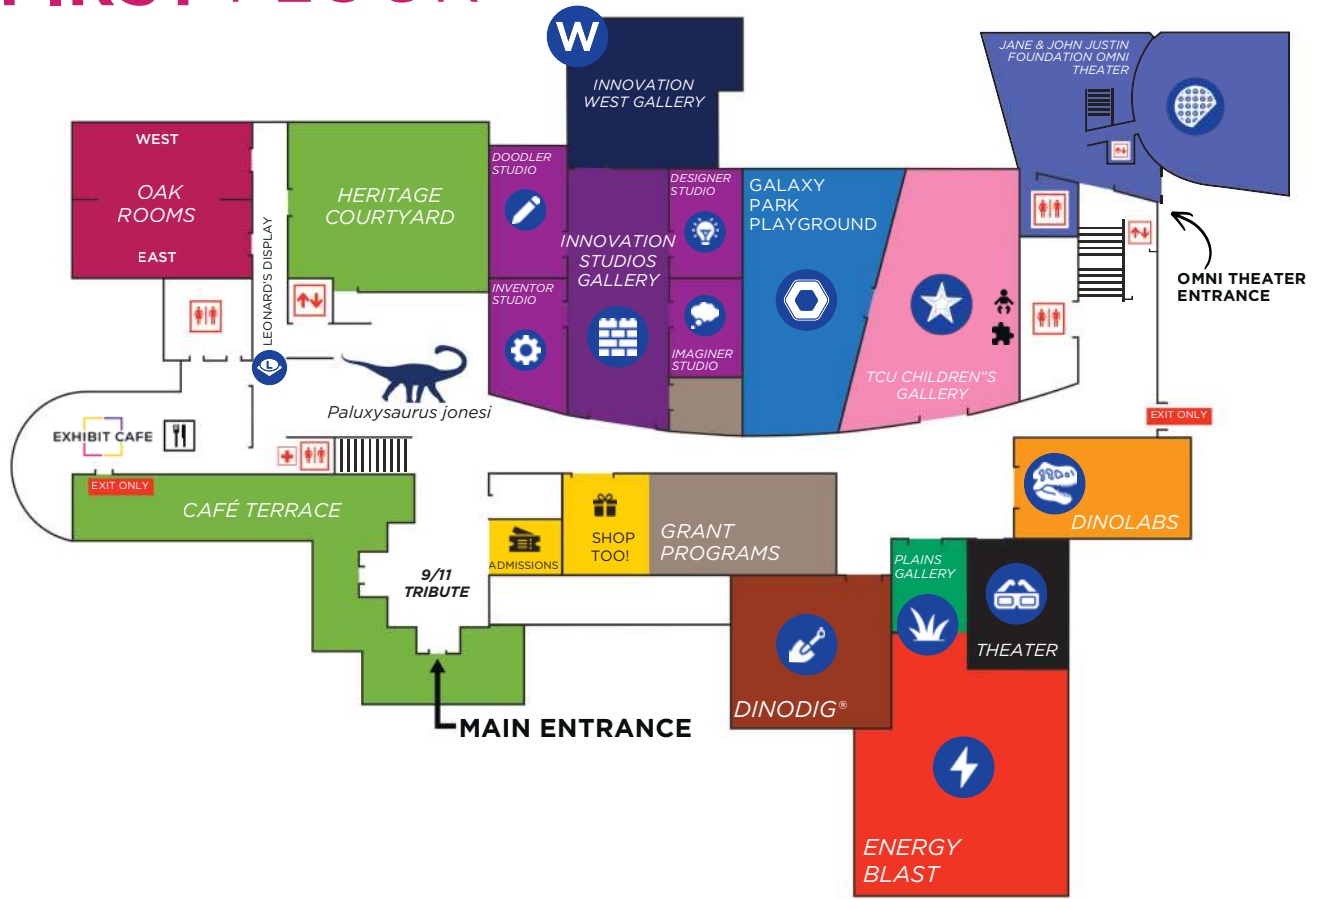 FIRST FLOOR
W
INNOVATION
WEST GALLERY
JANE & JOHN JUSTIN
FOUNDATION OMNI
THEATER
WEST
OAK
ROOMS
EAST
HERITAGE
COURTYARD
LEONARD'S DISPLAY
L
DOODLER
STUDIO
INVENTOR
STUDIO
INNOVATION
STUDIOS
GALLERY
DESIGNER
STUDIO
IMAGINER
STUDIO
GALAXY
PARK
PLAYGROUND
TCU CHILDREN"S
GALLERY
OMNI THEATER
ENTRANCE
Paluxysaurus jonesi
EXIT ONLY
EXHIBIT CAFE
EXIT ONLY
CAFÉ TERRACE
9/11
TRIBUTE
ADMISSIONS
SHOP
TOO!
GRANT
PROGRAMS
DINOLABS
PLAINS
GALLERY
THEATER
DINODIG®
MAIN ENTRANCE
ENERGY
BLAST